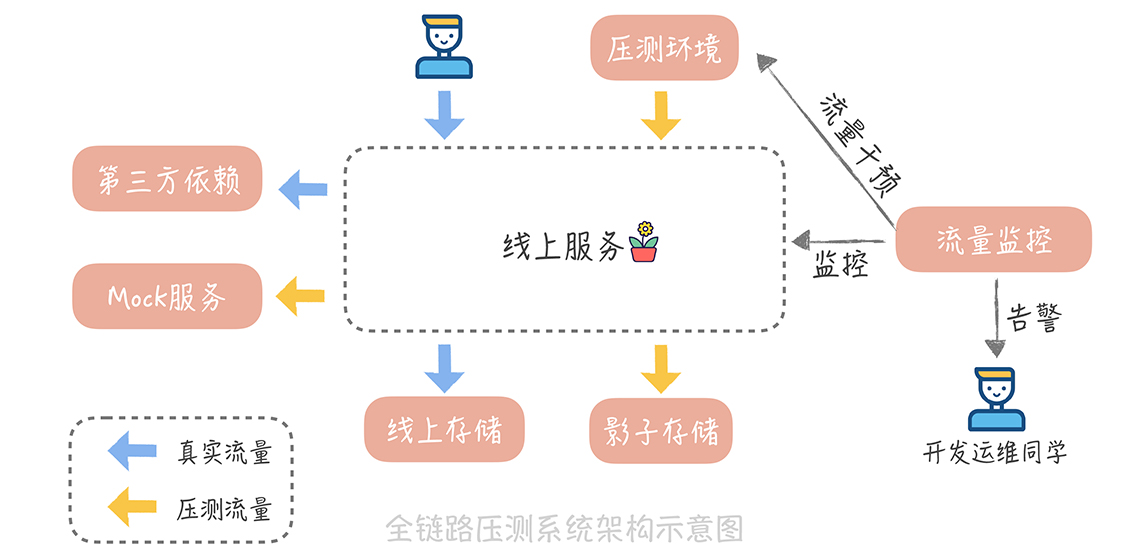 压测环境
流量干预
第三方依赖
线上服务
监控
流量监控
Mock服务
告警
线上存储
影子存储
开发运维同学
真实流量
压测流量
全链路压测系统架构示意图